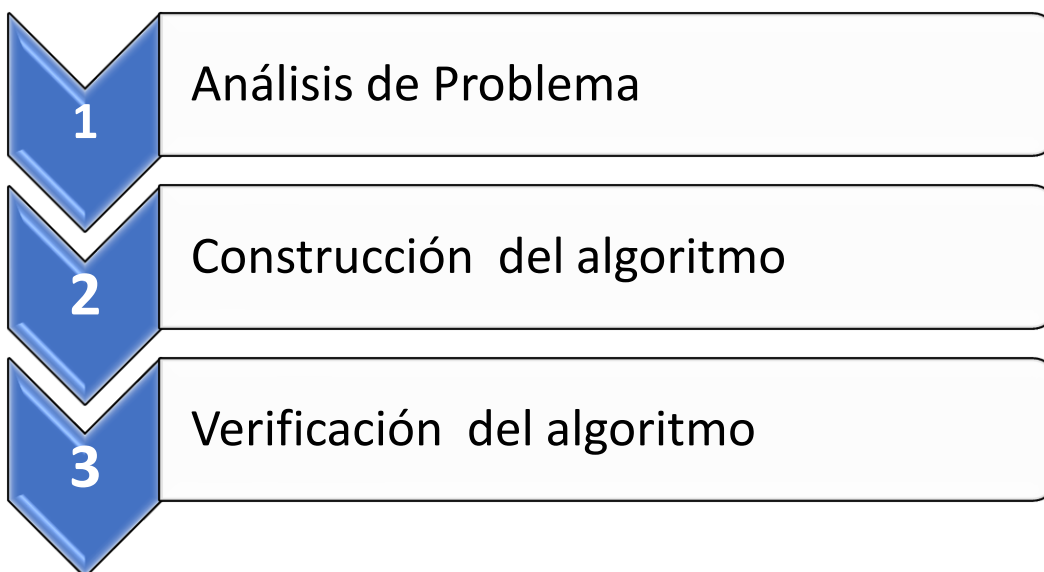 1
Análisis de Problema
2
Construcción  del algoritmo
3
Verificación  del algoritmo